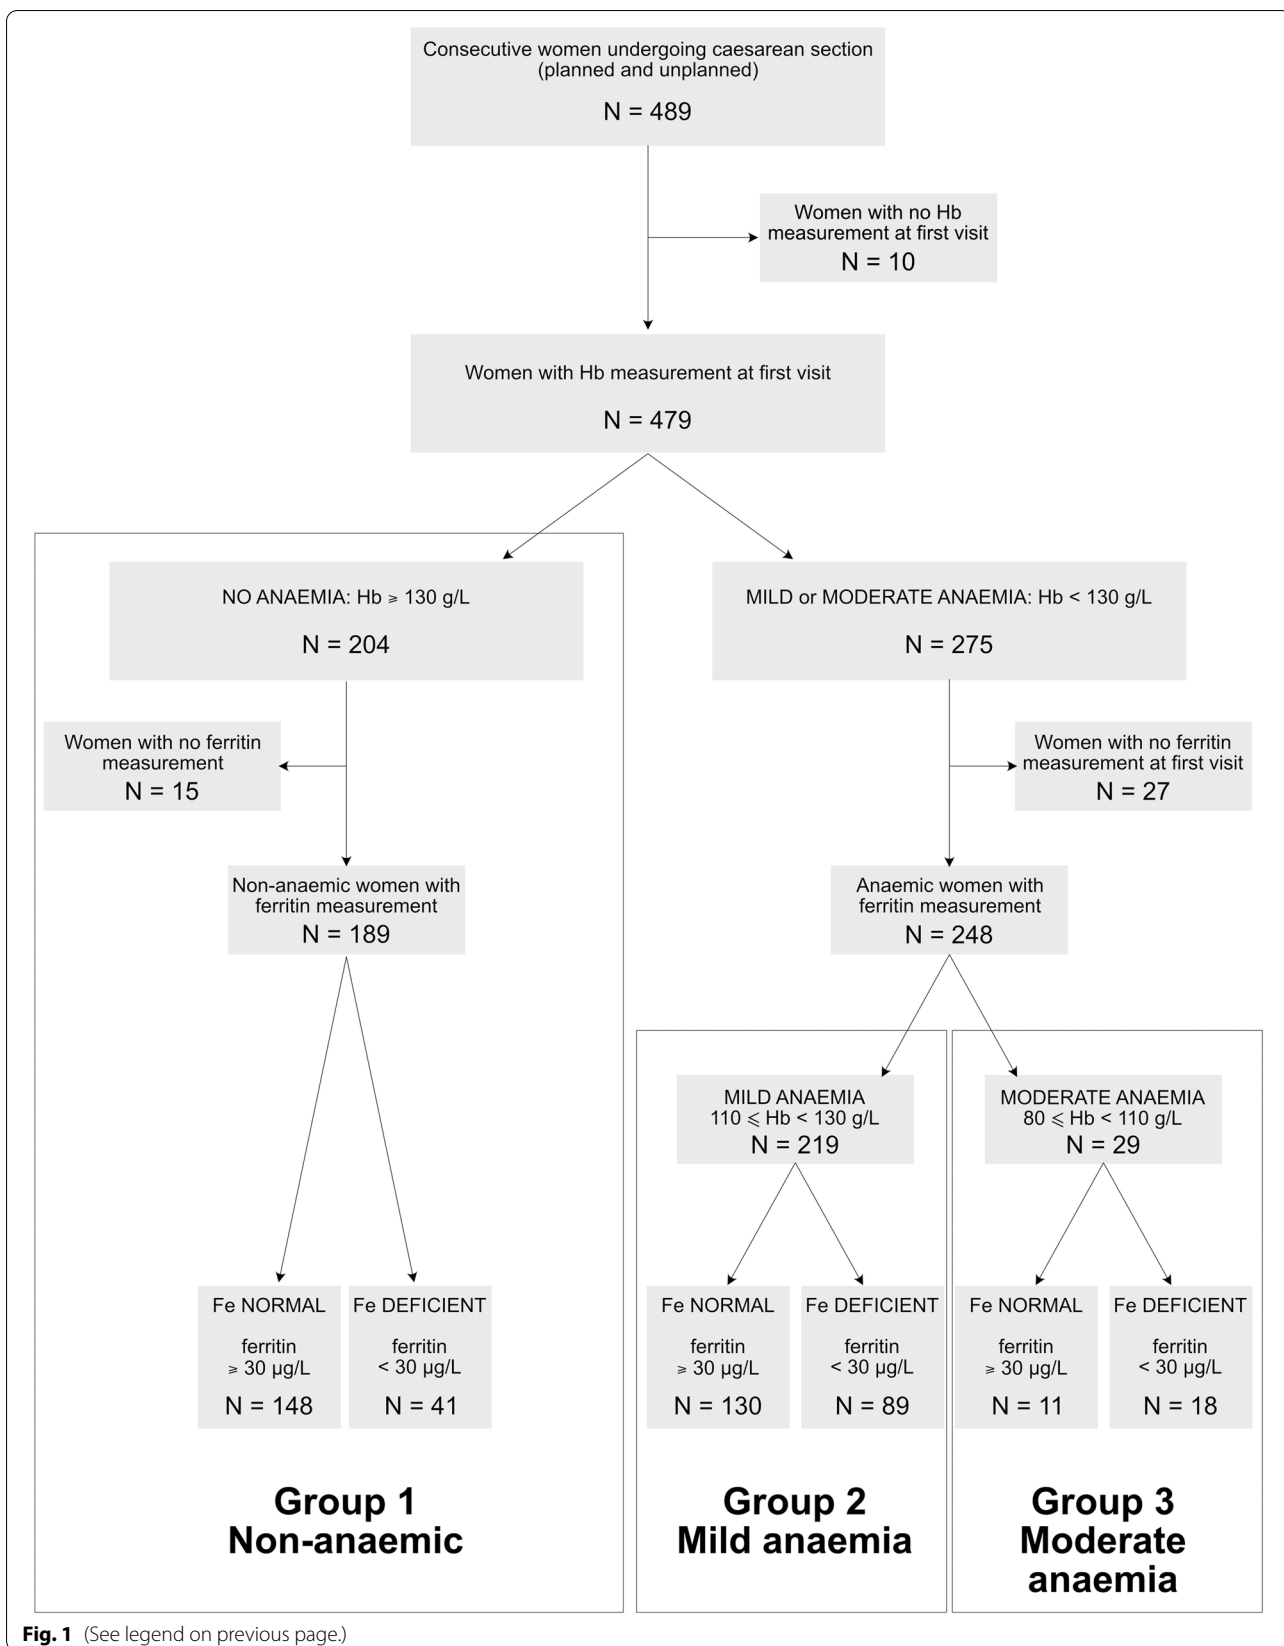 Consecutive women undergoing caesarean section
(planned and unplanned)
N = 489
Women with no Hb
measurement at first visit
N = 10
Women with Hb measurement at first visit
N = 479
NO ANAEMIA: Hb ⩾ 130 g/L
N = 204
MILD or MODERATE ANAEMIA: Hb < 130 g/L
N = 275
Women with no ferritin
measurement
N = 15
Women with no ferritin
measurement at first visit
N = 27
Non-anaemic women with
ferritin measurement
N = 189
Anaemic women with
ferritin measurement
N = 248
MILD ANAEMIA
110 ⩽ Hb < 130 g/L
N = 219
MODERATE ANAEMIA
80 ⩽ Hb < 110 g/L
N = 29
Fe NORMAL
ferritin
⩾ 30 µg/L
N = 148
Fe DEFICIENT
ferritin
< 30 µg/L
N = 41
Fe NORMAL
ferritin
⩾ 30 µg/L
N = 130
Fe DEFICIENT
ferritin
< 30 µg/L
N = 89
Fe NORMAL
ferritin
⩾ 30 µg/L
N = 11
Fe DEFICIENT
ferritin
< 30 µg/L
N = 18
Group 1
Non-anaemic
Group 2
Mild anaemia
Group 3
Moderate
anaemia
Fig. 1 (See legend on previous page.)